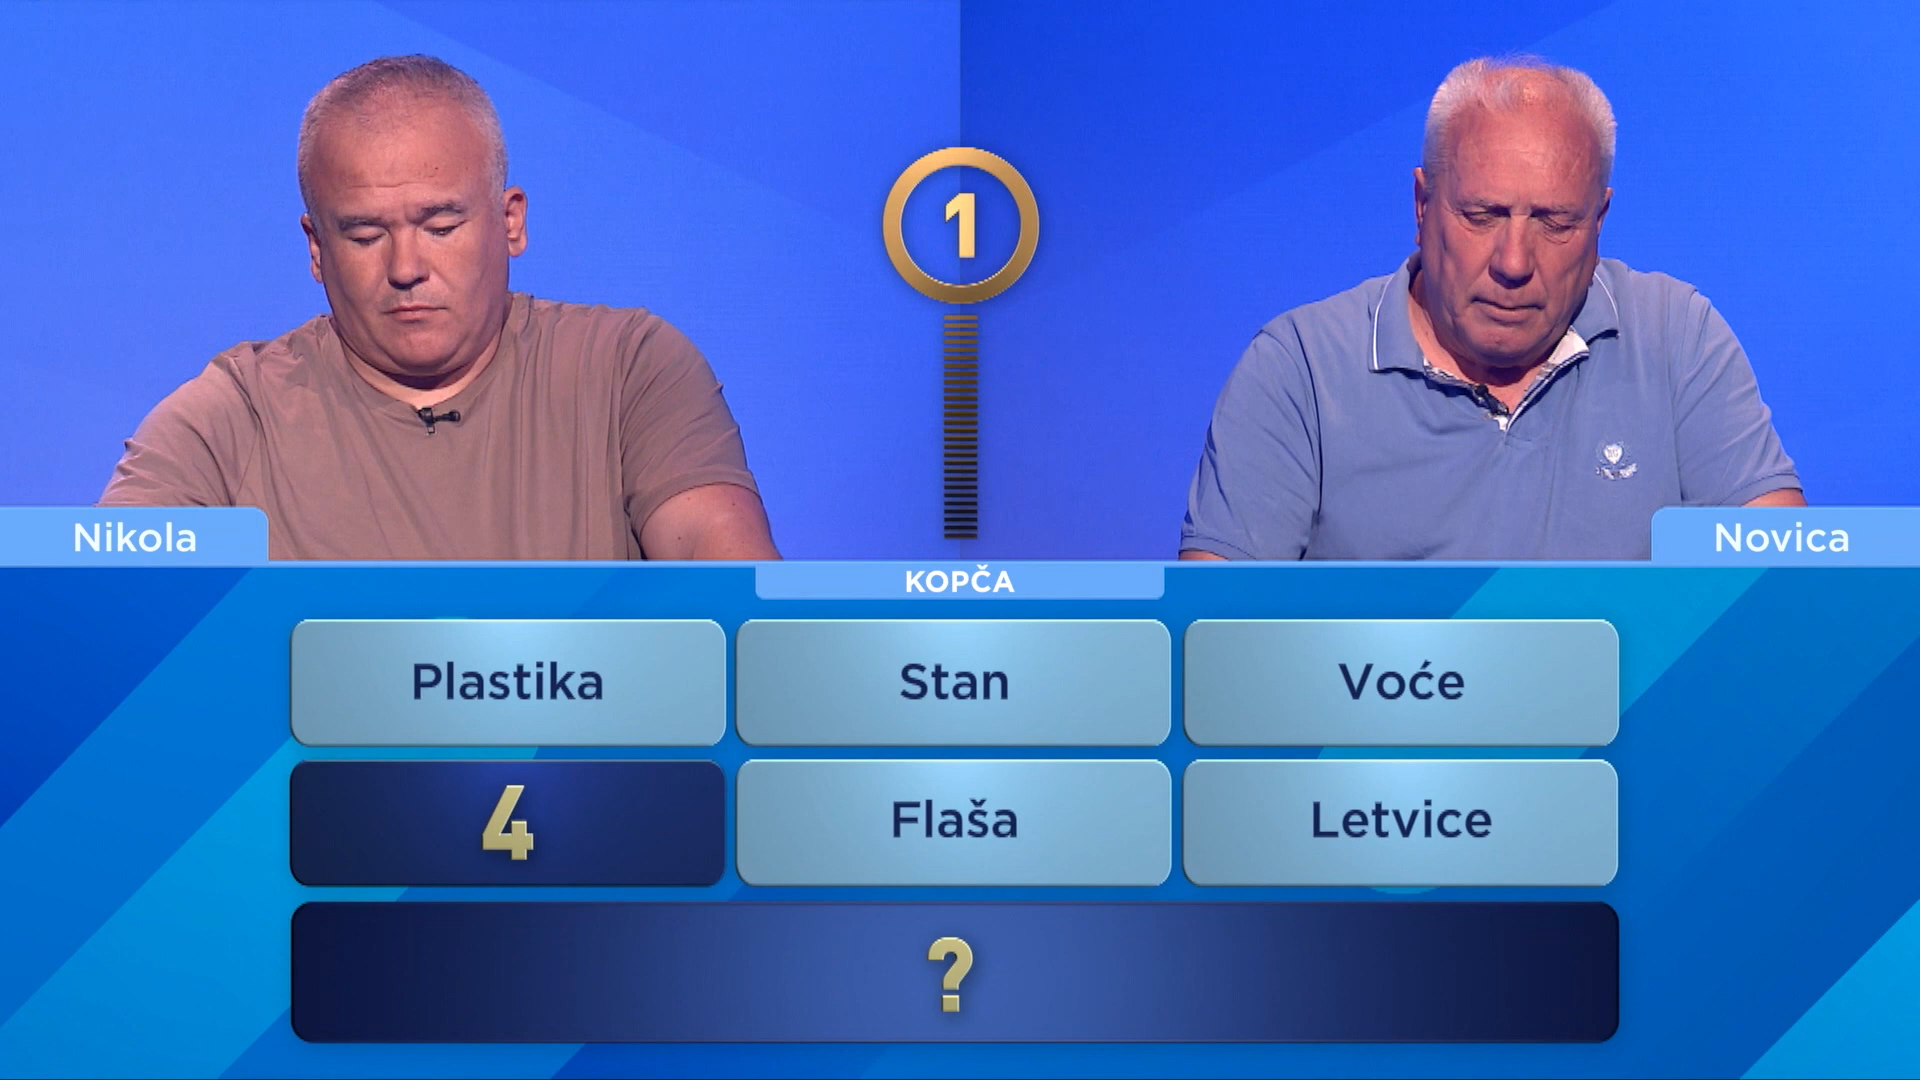 1
Nikola
Novica
KOPČA
Plastika
Stan
Voće
4
Flaša
Letvice
?